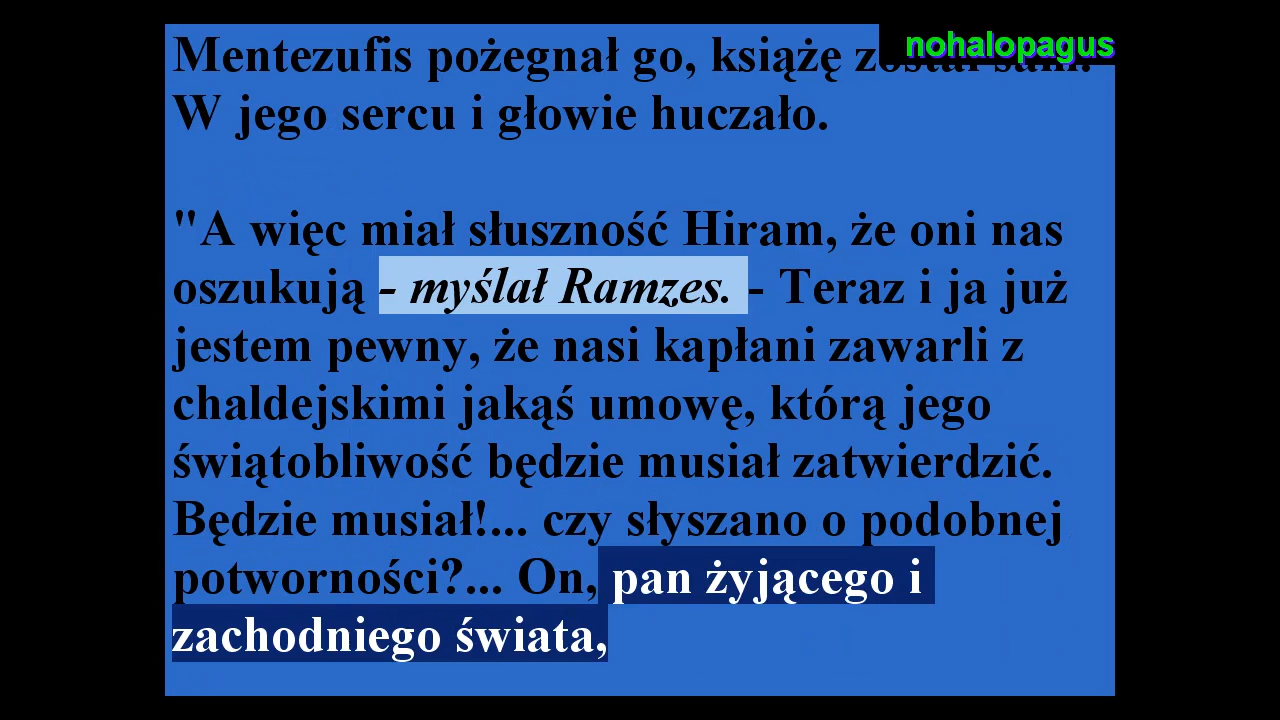 nohalopagus
Mentezufis pożegnał go, książę
W jego sercu i głowie huczało.
"A więc miał słuszność Hiram, że oni nas
oszukują - myślał Ramzes. - Teraz i ja już
jestem pewny, że nasi kapłani zawarli z
chaldejskimi jakąś umowę, którą jego
świątobliwość będzie musiał zatwierdzić.
Będzie musiał!... czy słyszano o podobnej
potworności?... On, pan żyjącego i
zachodniego świata,